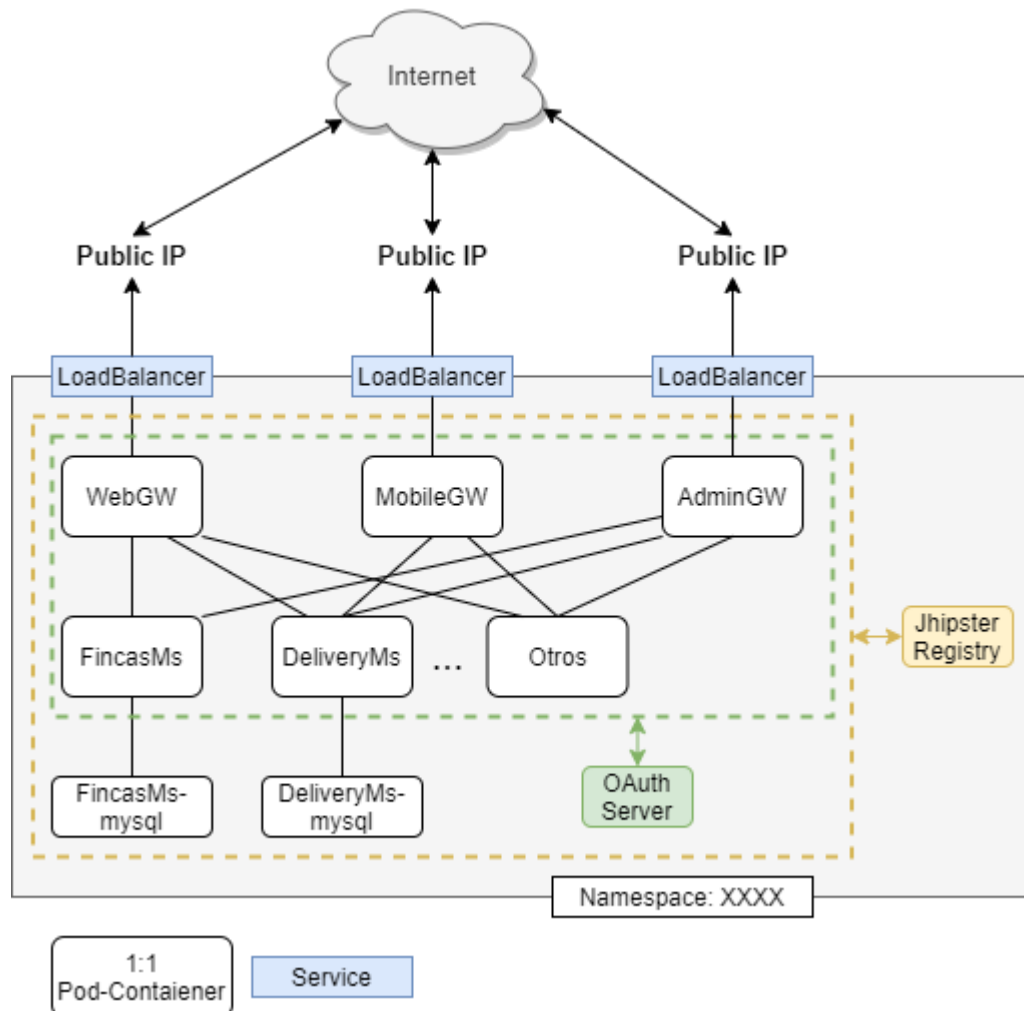 Internet
Public IP
Public IP
Public IP
LoadBalancer
LoadBalancer
LoadBalancer
WebGW
MobileGW
AdminGW
FincasMs
DeliveryMs
...
Otros
Jhipster
Registry
FincasMs-
mysql
DeliveryMs-
mysql
OAuth
Server
Namespace: XXXX
1:1
Pod-Contaiener
Service